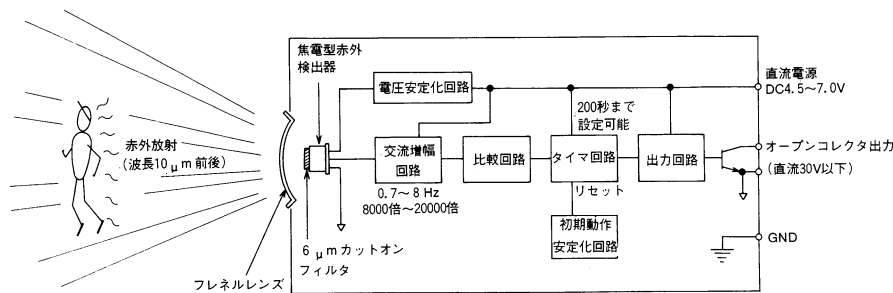 焦電型赤外
検出器
電圧安定化回路
直流電源
DC4.5〜7.0V
200秒まで
設定可能
赤外放射
(波長10μm前後)
交流増幅
回路
比較回路
タイマ回路
出力回路
オープンコレクタ出力
(直流30V以下)
0.7〜8Hz
8000倍〜20000倍
リセット
初期動作
安定化回路
GND
6μmカットオン
フィルタ
フレネルレンズ